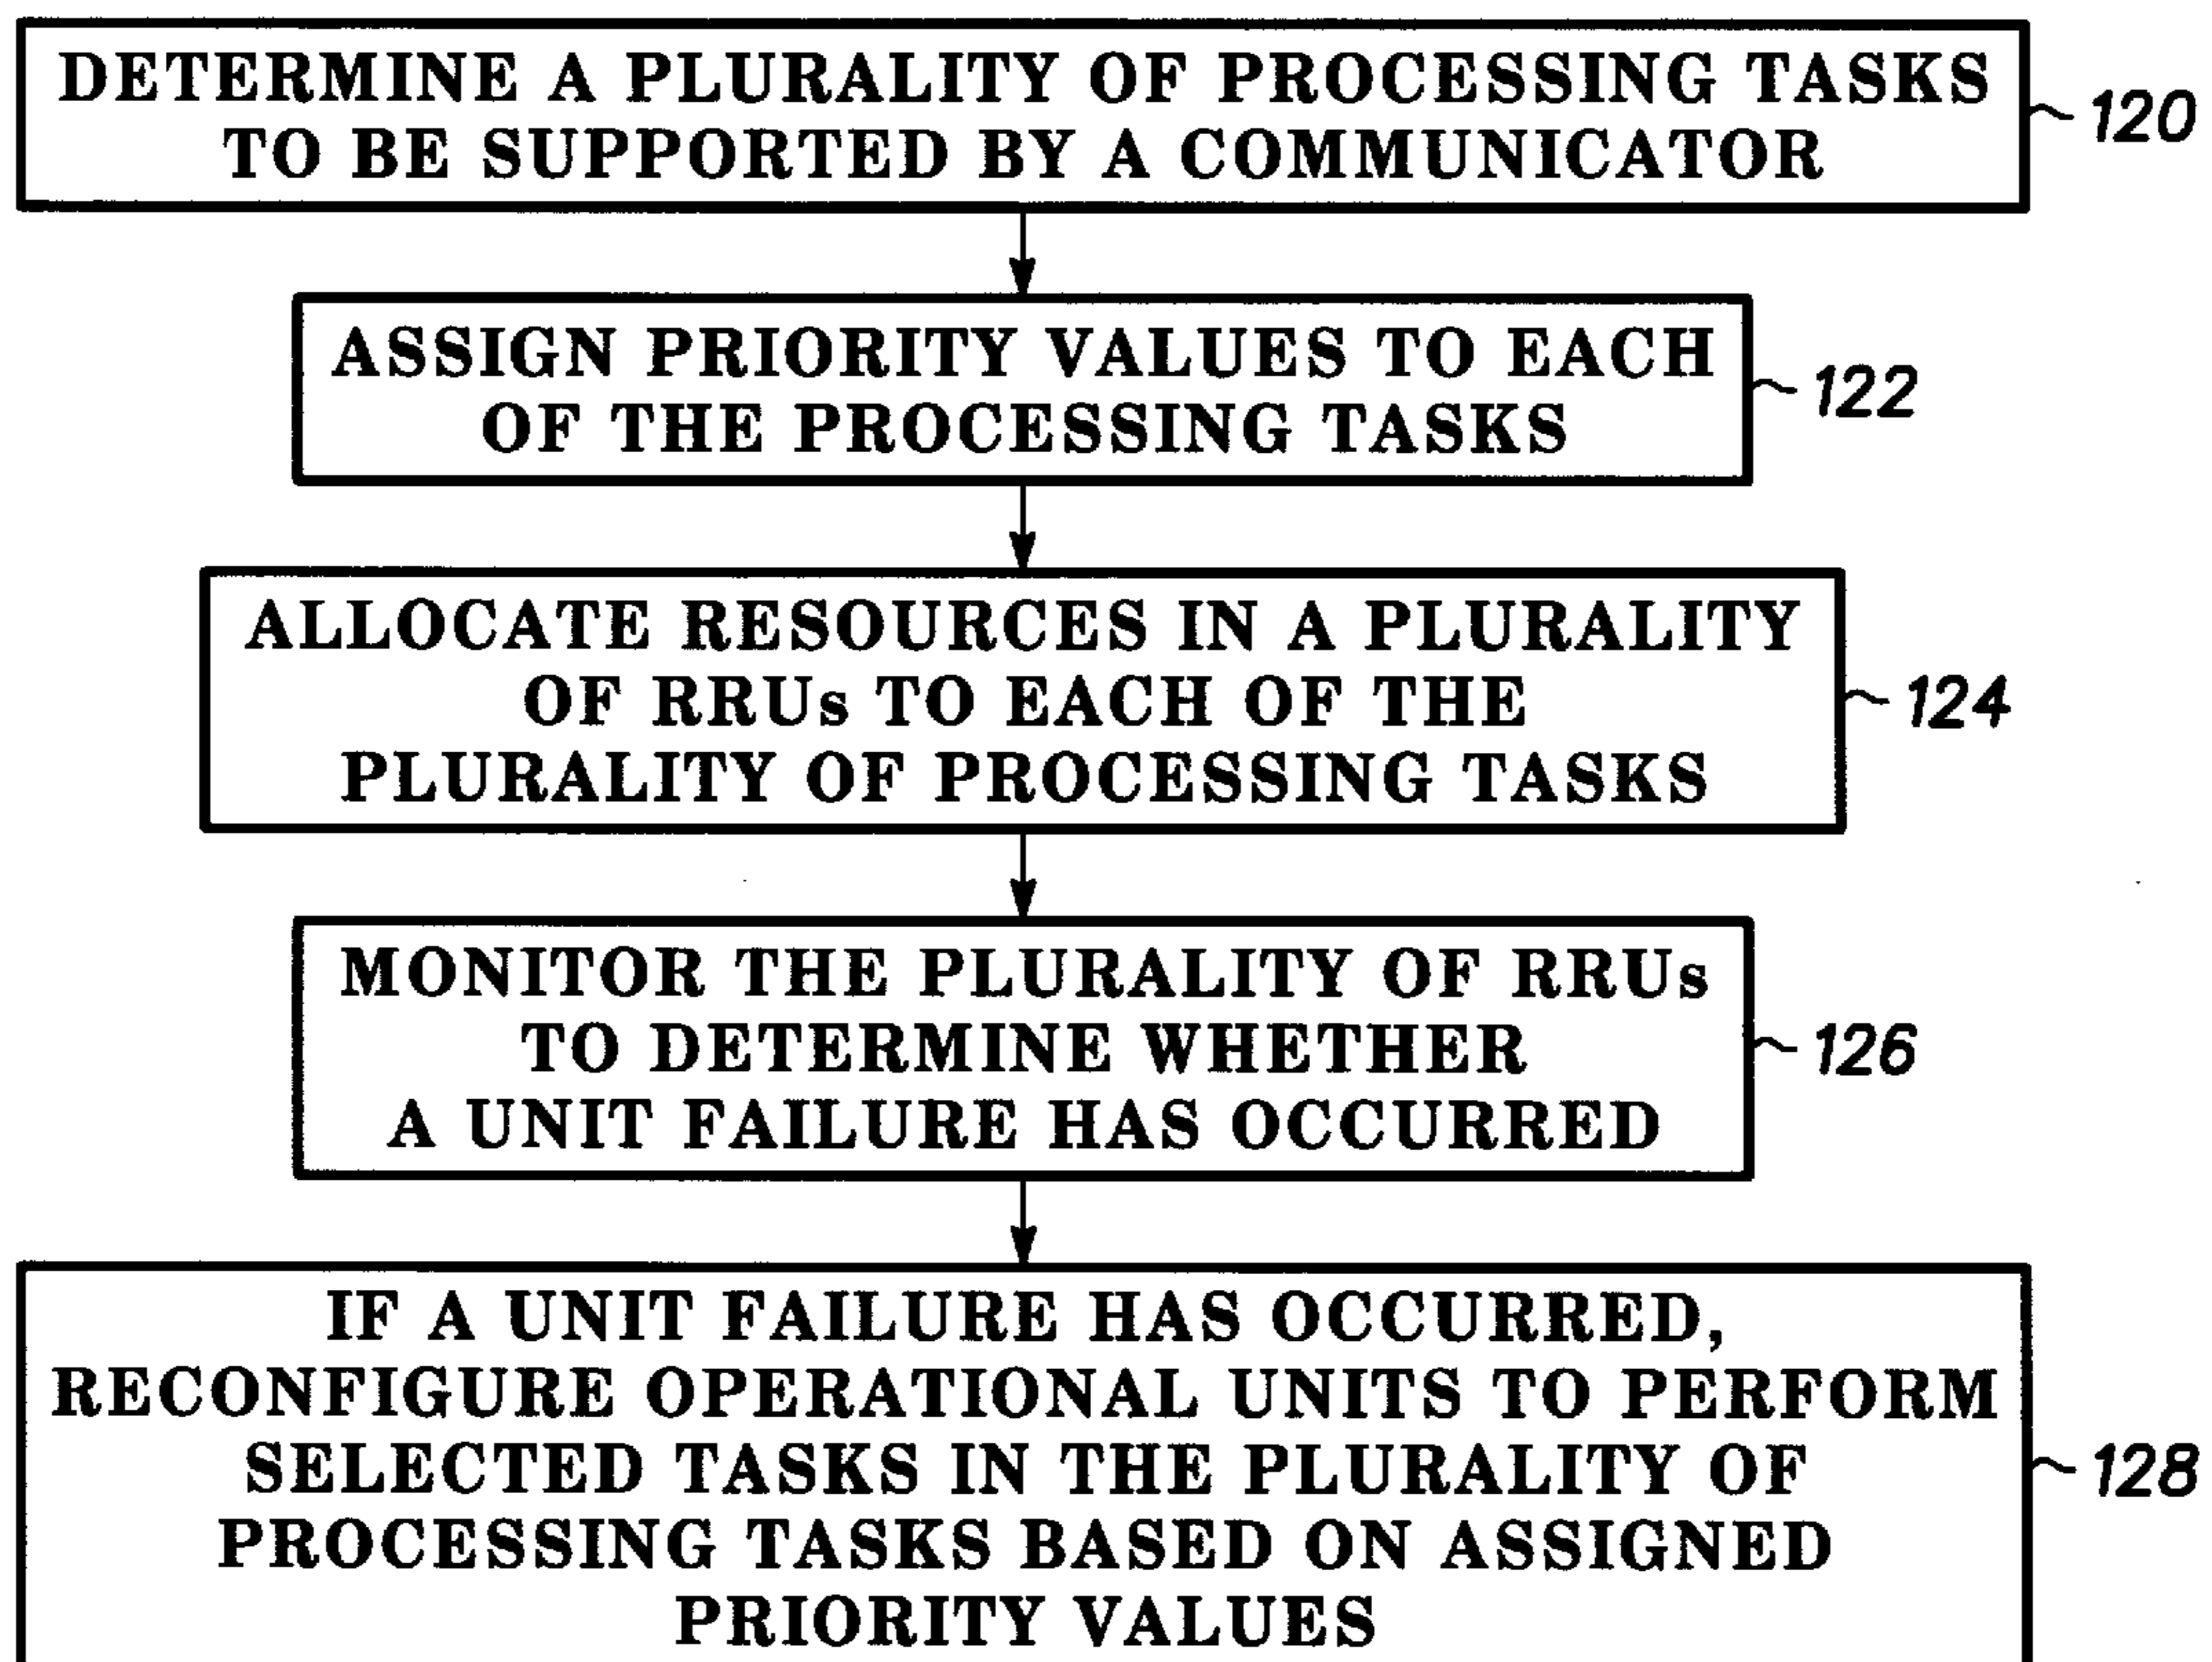 DETERMINE A PLURALITY OF PROCESSING TASKS
TO BE SUPPORTED BY A COMMUNICATOR
120
ASSIGN PRIORITY VALUES TO EACH
OF THE PROCESSING TASKS
122
ALLOCATE RESOURCES IN A PLURALITY
OF RRUs TO EACH OF THE
PLURALITY OF PROCESSING TASKS
124
MONITOR THE PLURALITY OF RRUs
TO DETERMINE WHETHER
A UNIT FAILURE HAS OCCURRED
126
IF A UNIT FAILURE HAS OCCURRED,
RECONFIGURE OPERATIONAL UNITS TO PERFORM
SELECTED TASKS IN THE PLURALITY OF
PROCESSING TASKS BASED ON ASSIGNED
PRIORITY VALUES
128